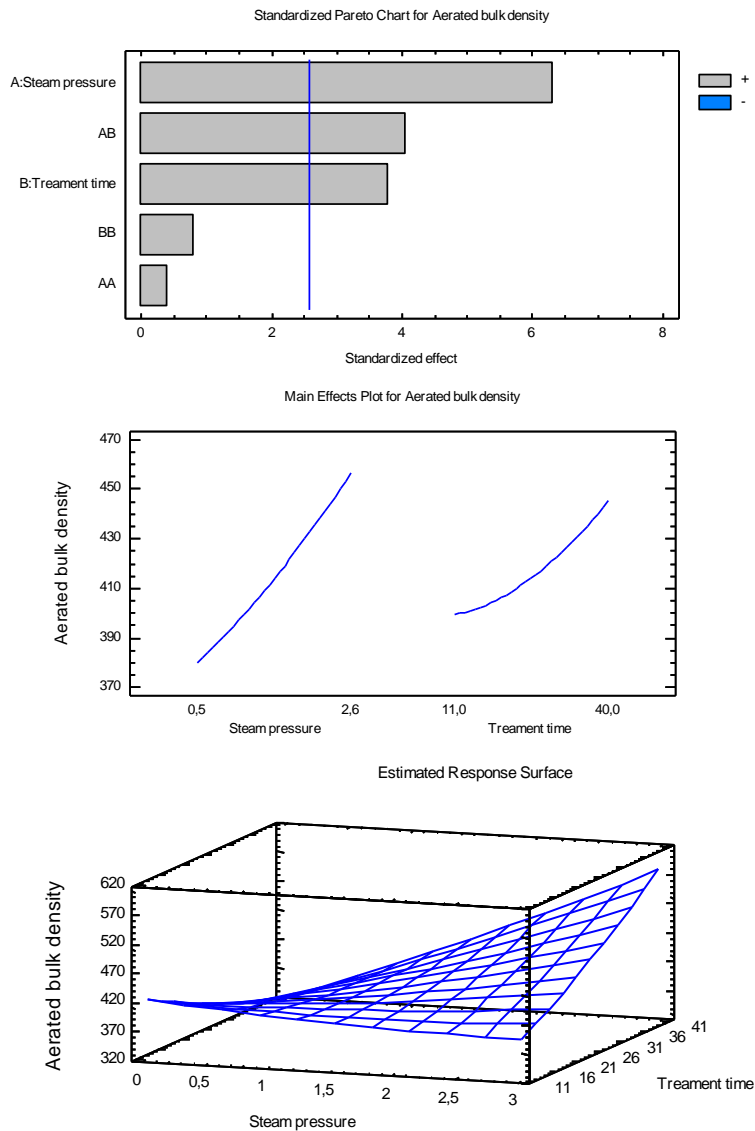 Standardized Pareto Chart for Aerated bulk density
A:Steam pressure
AB
B:Treament time
BB
AA
+
-
0 2 4 6 8
Standardized effect
Main Effects Plot for Aerated bulk density
Aerated bulk density
470
450
430
410
390
370
0,5 2,6 11,0 40,0
Steam pressure Treament time
Estimated Response Surface
Aerated bulk density
620
570
520
470
420
370
320
0 0,5 1 1,5 2 2,5 3
Steam pressure
11 16 21 26 31 36 41
Treament time